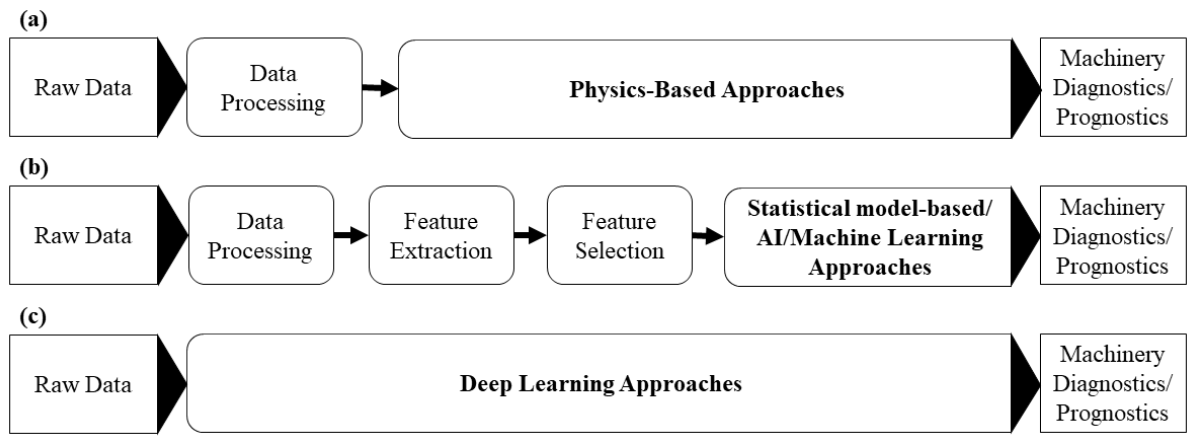 (a)
Raw Data
Data
Processing
Physics-Based Approaches
Machinery
Diagnostics/
Prognostics
(b)
Raw Data
Data
Processing
Feature
Extraction
Feature
Selection
Statistical model-based/
AI/Machine Learning
Approaches
Machinery
Diagnostics/
Prognostics
(c)
Raw Data
Deep Learning Approaches
Machinery
Diagnostics/
Prognostics